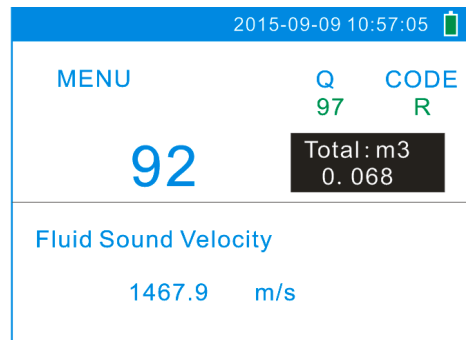 2015-09-09 10:57:05
MENU Q CODE
97 R
92
Total: m3
0. 068
Fluid Sound Velocity
1467.9 m/s